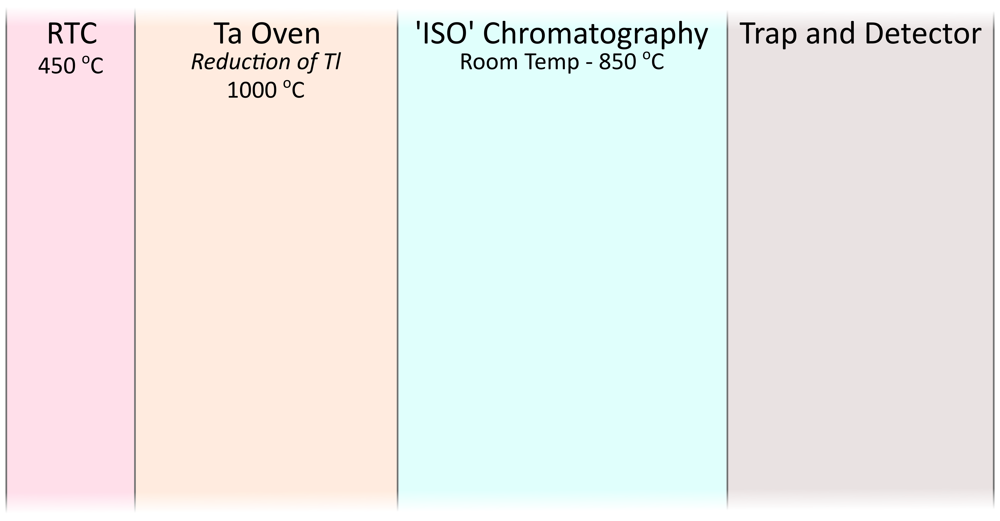 RTC
450 °C
Ta Oven
Reduction of Tl
1000 °C
'ISO' Chromatography
Room Temp - 850 °C
Trap and Detector